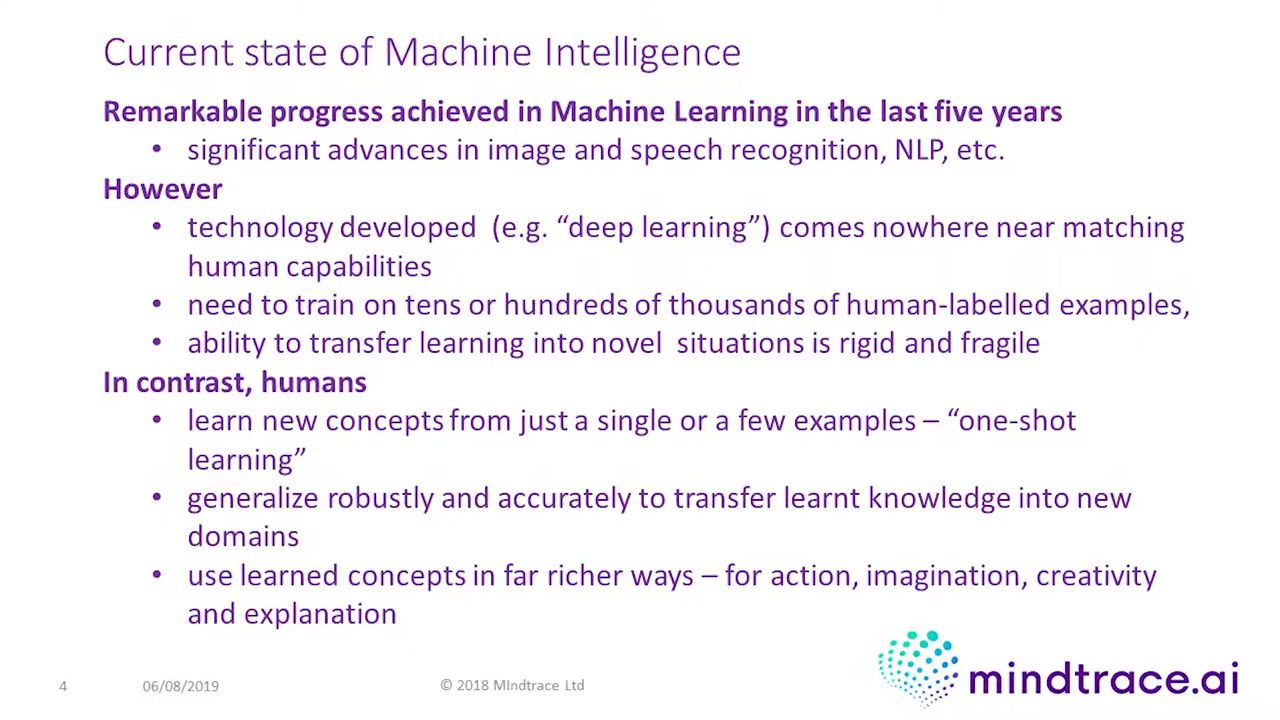 Current state of Machine Intelligence
Remarkable progress achieved in Machine Learning in the last five years
• significant advances in image and speech recognition, NLP, etc.
However
• technology developed (e.g. “deep learning”) comes nowhere near matching
human capabilities
• need to train on tens or hundreds of thousands of human-labelled examples,
• ability to transfer learning into novel situations is rigid and fragile
In contrast, humans
• learn new concepts from just a single or a few examples – “one-shot
learning”
• generalize robustly and accurately to transfer learnt knowledge into new
domains
• use learned concepts in far richer ways – for action, imagination, creativity
and explanation
4 06/08/2019 © 2018 MIndtrace Ltd mindtrace.ai